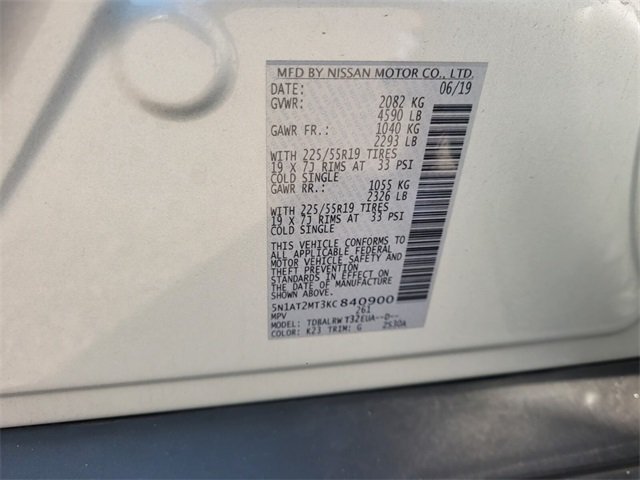 MFD BY NISSAN MOTOR CO., LTD.
DATE: 06/19
GVWR: 2082 KG
4590 LB
GAWR FR.: 1040 KG
2293 LB
WITH 225/55R19 TIRES
19 X 7J RIMS AT 33 PSI
COLD SINGLE
GAWR RR.: 1055 KG
2326 LB
WITH 225/55R19 TIRES
19 X 7J RIMS AT 33 PSI
COLD SINGLE
THIS VEHICLE CONFORMS TO
ALL APPLICABLE FEDERAL
MOTOR VEHICLE SAFETY AND
THEFT PREVENTION
STANDARDS IN EFFECT ON
THE DATE OF MANUFACTURE
SHOWN ABOVE.
5N1AT2MT3KC 840900
MPV 261
MODEL: TDBALRW T32EUA--D--
COLOR: K23 TRIM: G 2530A